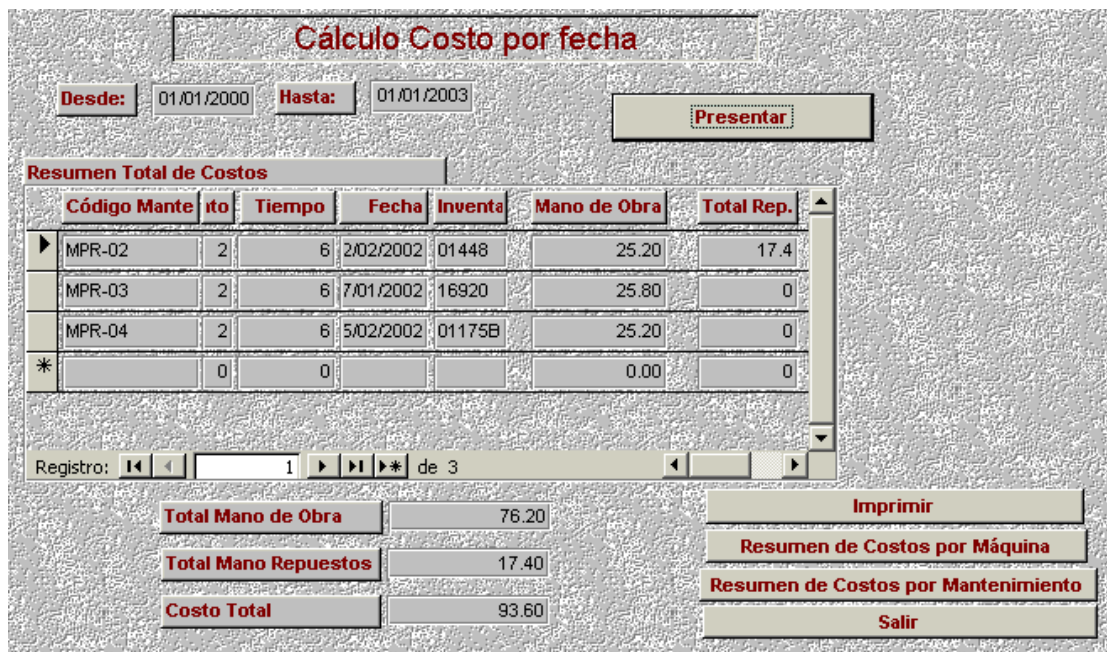 Cálculo Costo por fecha
Desde: 01/01/2000 Hasta: 01/01/2003
Presentar
Resumen Total de Costos
Código Mante ıto Tiempo Fecha Inventa Mano de Obra Total Rep.
MPR-02 2 6 2/02/2002 01448 25.20 17.4
MPR-03 2 6 7/01/2002 16920 25.80 0
MPR-04 2 6 5/02/2002 01175B 25.20 0
0 0 0.00 0
Registro: 1 de 3
Total Mano de Obra 76.20
Total Mano Repuestos 17.40
Costo Total 93.60
Imprimir
Resumen de Costos por Máquina
Resumen de Costos por Mantenimiento
Salir